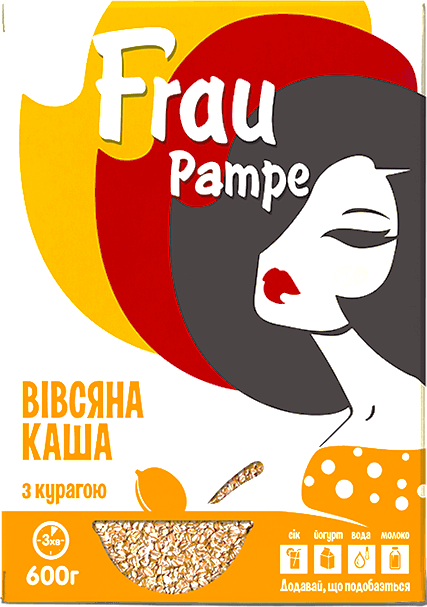 Frau
Pampe
ВІВСЯНА
КАША
з курагою
3хв
600г
сік йогурт вода молоко
Додавай, що подобається